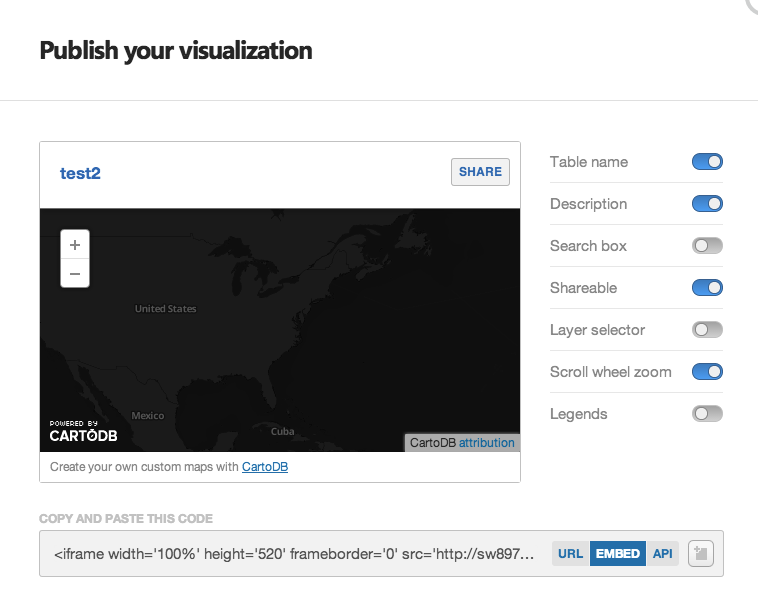 Publish your visualization
test2
SHARE
+
−
United States
Mexico
Cuba
POWERED BY
CARTODB
CartoDB attribution
Create your own custom maps with CartoDB
Table name
Description
Search box
Shareable
Layer selector
Scroll wheel zoom
Legends
COPY AND PASTE THIS CODE
<iframe width='100%' height='520' frameborder='0' src='http://sw897... URL EMBED API